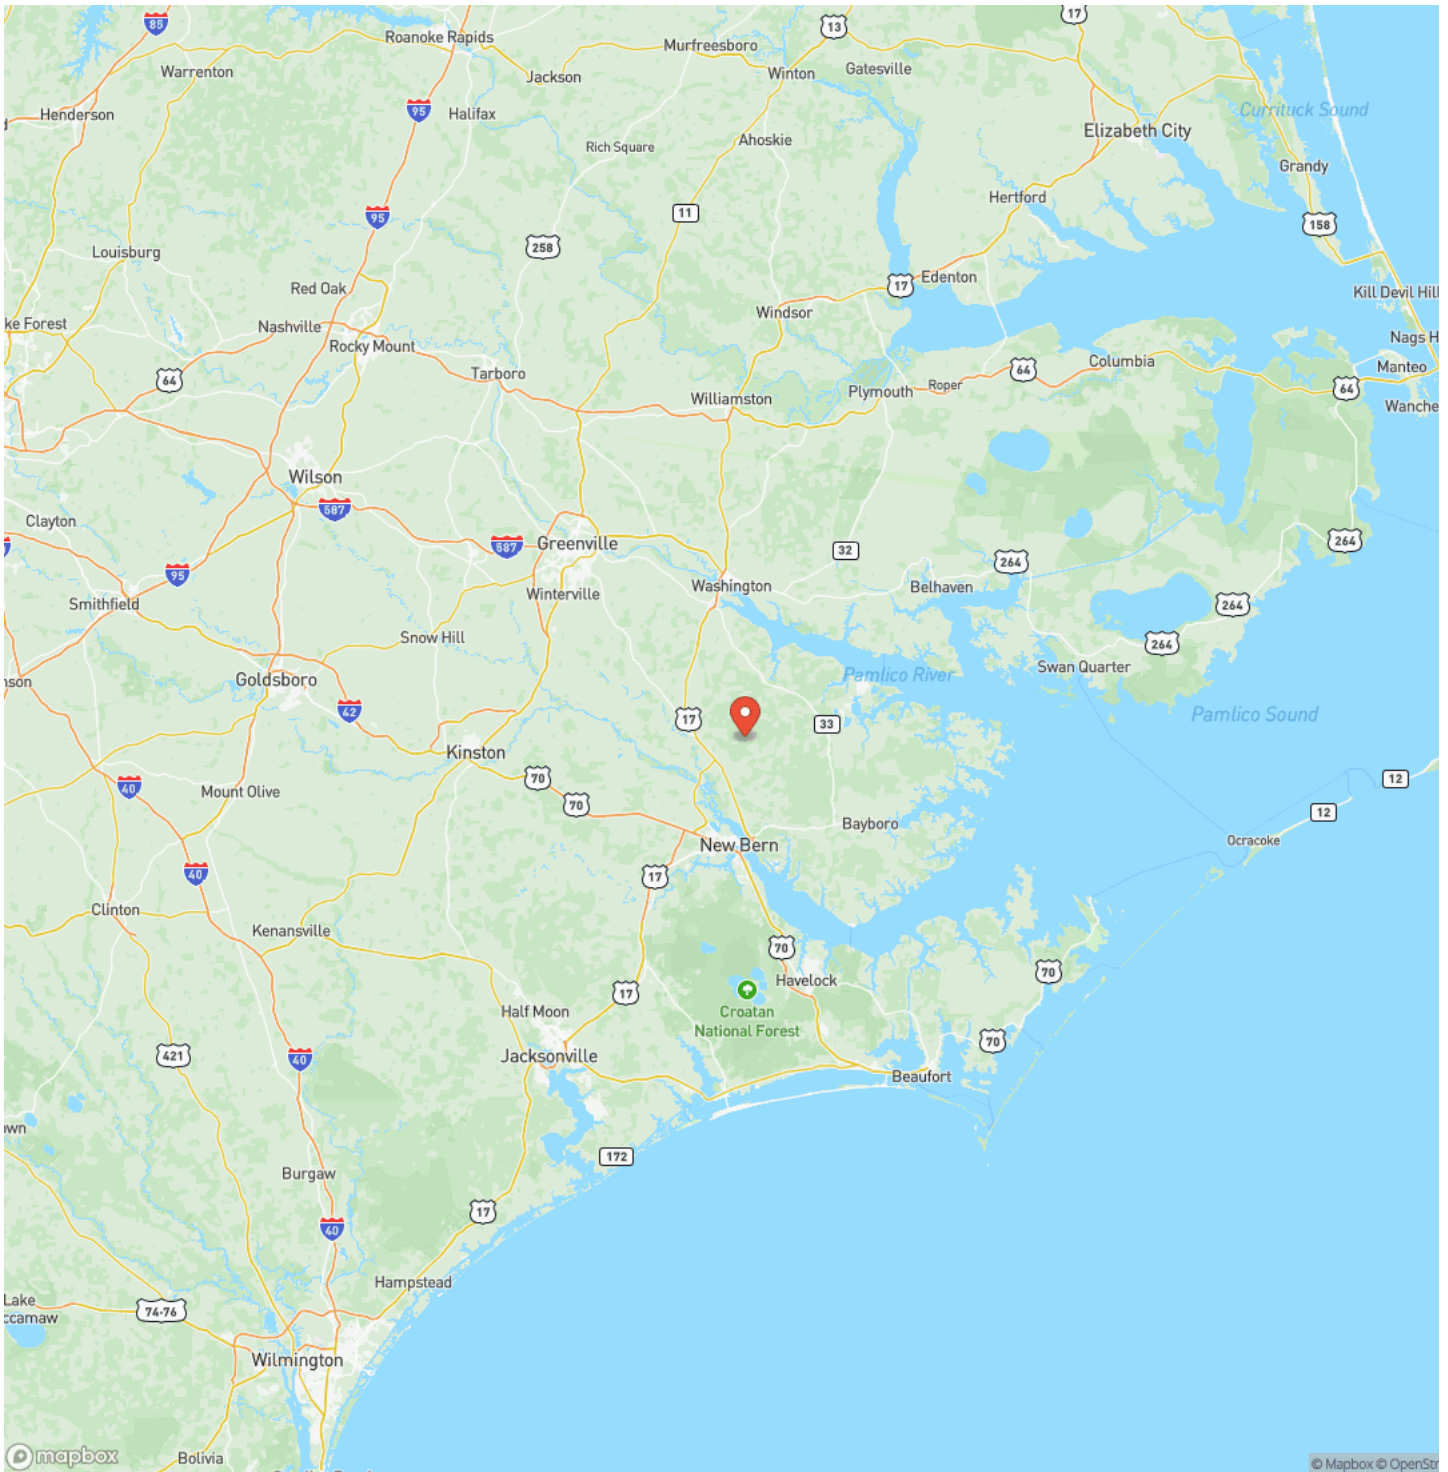 85
Roanoke Rapids
13
17
Murfreesboro
Warrenton
Jackson
Winton
Gatesville
Henderson
95
Halifax
Currituck Sound
Elizabeth City
Ahoskie
Rich Square
Grandy
Hertford
95
11
158
258
Louisburg
Edenton
17
Red Oak
Kill Devil Hill
Windsor
ke Forest
Nashville
Nags H
Rocky Mount
Columbia
Manteo
64
Tarboro
64
Roper
64
Plymouth
Williamston
Wanche
Wilson
587
Clayton
587
Greenville
32
264
264
95
Washington
Belhaven
Winterville
Smithfield
264
Snow Hill
264
Swan Quarter
Pamlico River
nson
Goldsboro
42
17
33
Pamlico Sound
Kinston
70
12
40
Mount Olive
70
12
Bayboro
New Bern
Ocracoke
40
17
Clinton
Kenansville
70
70
Havelock
17
Half Moon
Croatan
National Forest
70
421
40
Jacksonville
Beaufort
own
172
Burgaw
17
40
Hampstead
Lake
ccamaw
74-76
Wilmington
mapbox
Bolivia
© Mapbox © OpenStr